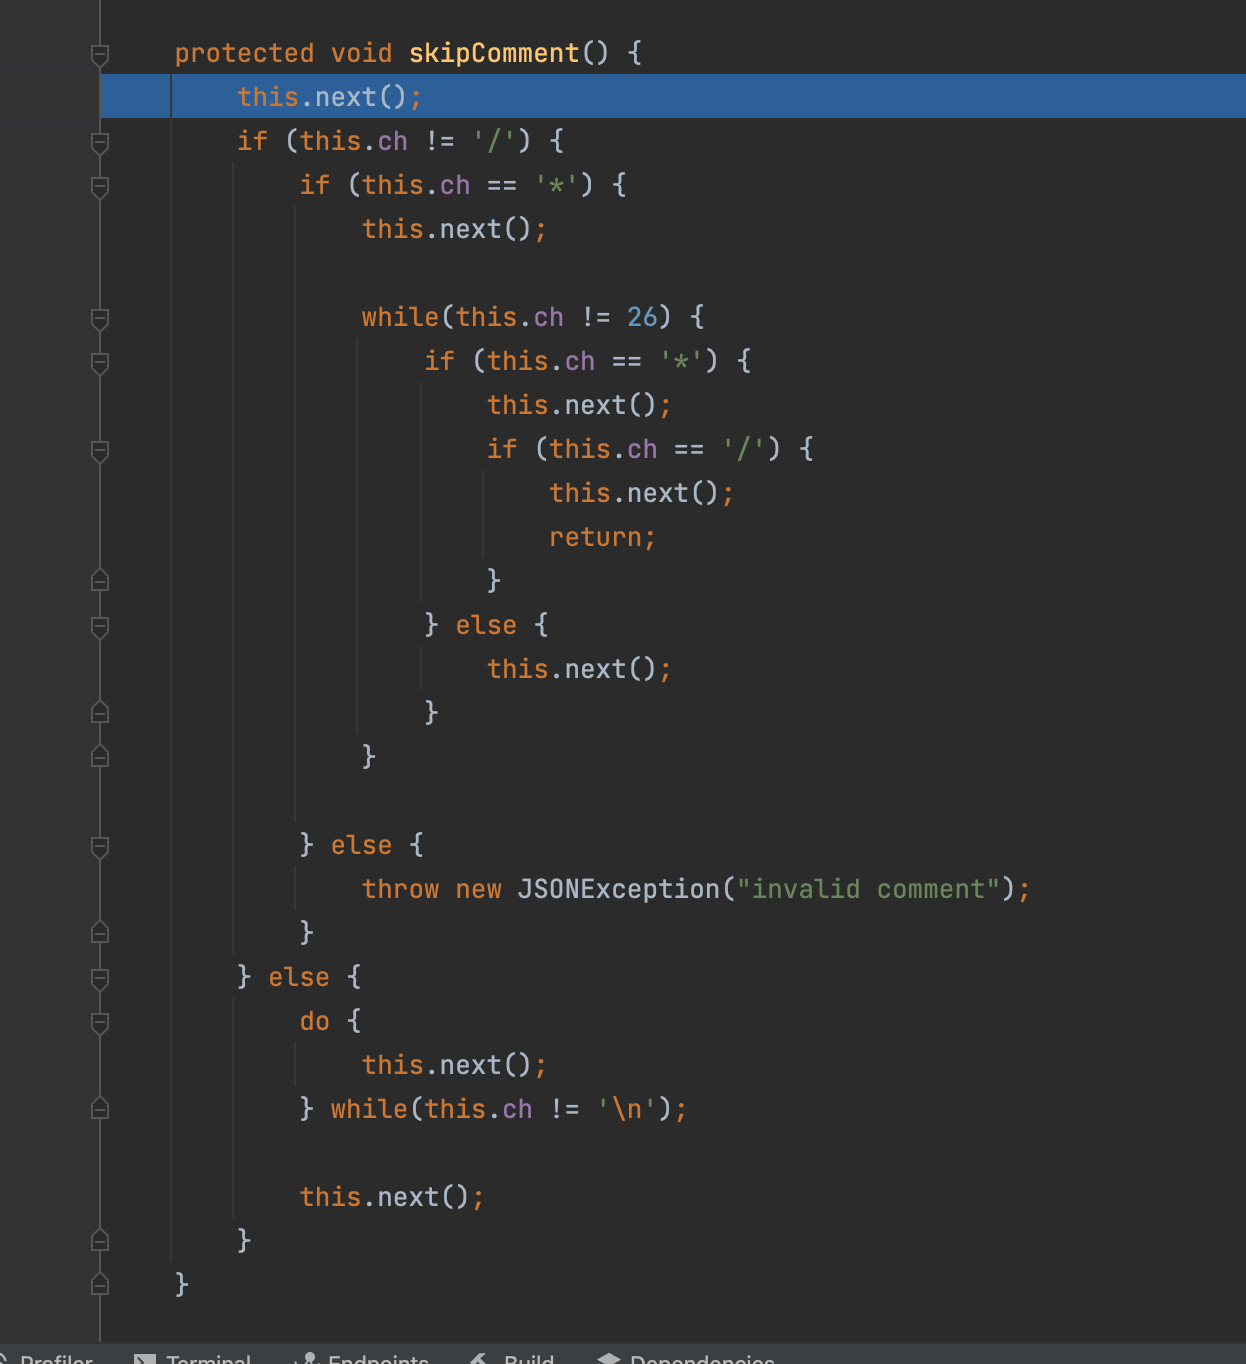 protected void skipComment() {
this.next();
if (this.ch != '/') {
if (this.ch == '*') {
this.next();
while(this.ch != 26) {
if (this.ch == '*') {
this.next();
if (this.ch == '/') {
this.next();
return;
}
} else {
this.next();
}
}
} else {
throw new JSONException("invalid comment");
}
} else {
do {
this.next();
} while(this.ch != '\n');
this.next();
}
}
Profiler Terminal Endpoints Build Dependencies